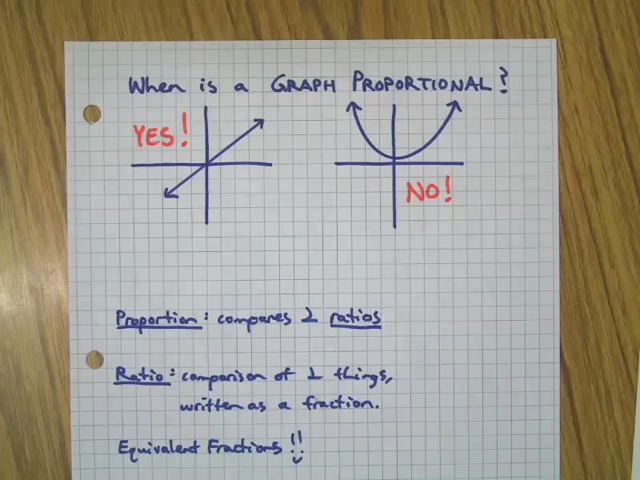 When is a GRAPH PROPORTIONAL?
YES!
NO!
Proportion: compares 2 ratios
Ratio: comparison of 2 things,
written as a fraction.
Equivalent Fractions!!